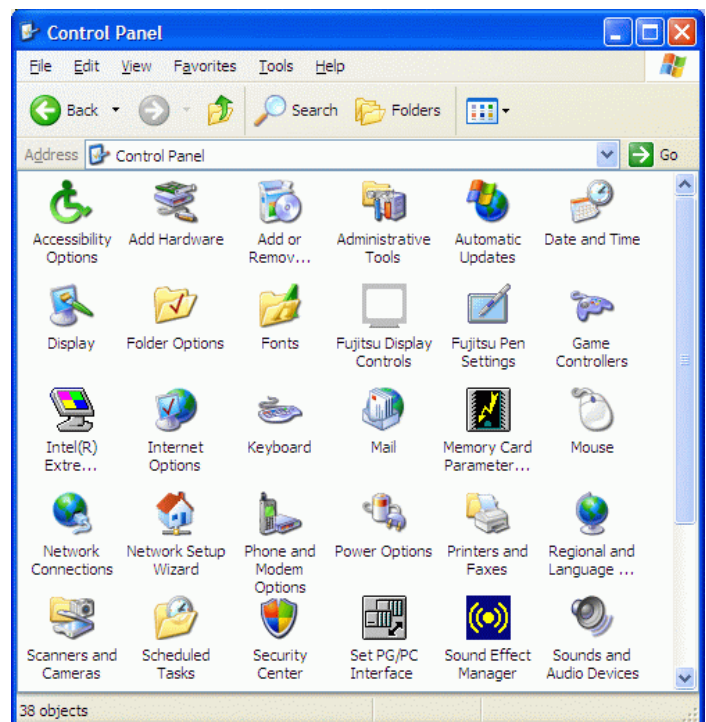 Control Panel
File Edit View Favorites Tools Help
Back Search Folders
Address Control Panel Go
Accessibility Options
Add Hardware
Add or Remov...
Administrative Tools
Automatic Updates
Date and Time
Display
Folder Options
Fonts
Fujitsu Display Controls
Fujitsu Pen Settings
Game Controllers
Intel(R) Extre...
Internet Options
Keyboard
Mail
Memory Card Parameter...
Mouse
Network Connections
Network Setup Wizard
Phone and Modem Options
Power Options
Printers and Faxes
Regional and Language ...
Scanners and Cameras
Scheduled Tasks
Security Center
Set PG/PC Interface
Sound Effect Manager
Sounds and Audio Devices
38 objects